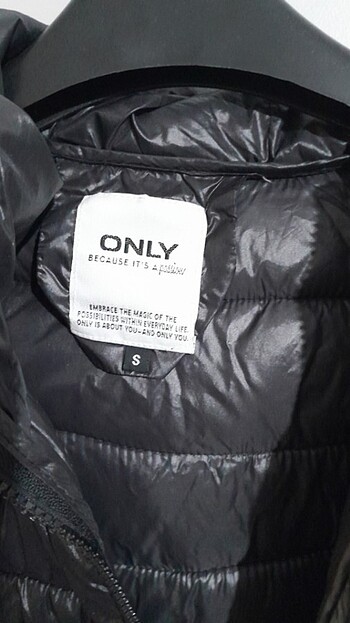 ONLY
BECAUSE IT'S A passion
EMBRACE THE MAGIC OF THE
POSSIBILITIES WITHIN EVERYDAY LIFE.
ONLY IS ABOUT YOU-AND ONLY YOU.
S